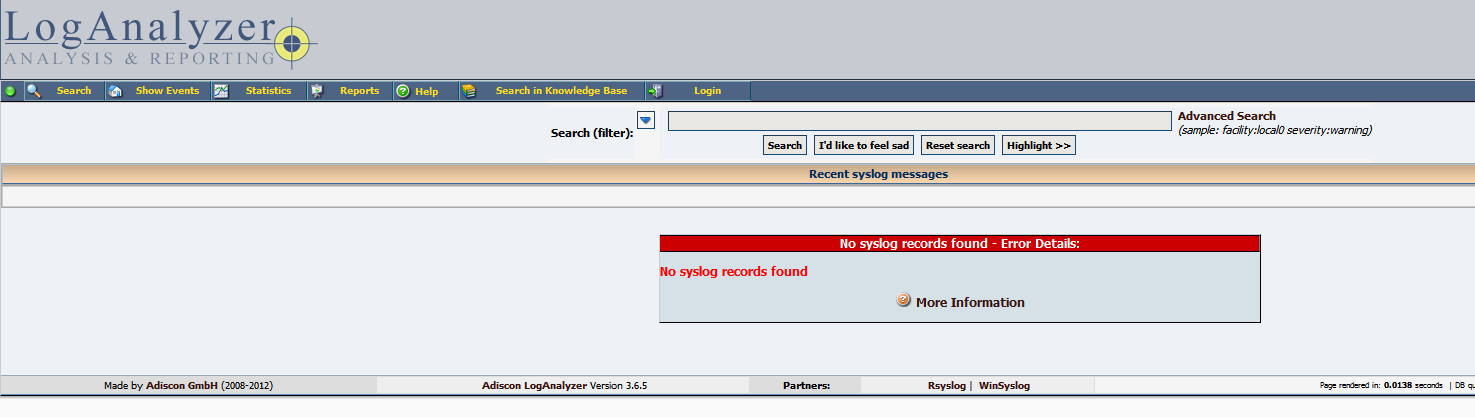 LogAnalyzer
ANALYSIS & REPORTING
Search Show Events Statistics Reports Help Search in Knowledge Base Login
Search (filter): Advanced Search
(sample: facility:local0 severity:warning)
Search I'd like to feel sad Reset search Highlight >>
Recent syslog messages
No syslog records found - Error Details:
No syslog records found
More Information
Made by Adiscon GmbH (2008-2012) Adiscon LogAnalyzer Version 3.6.5 Partners: Rsyslog | WinSyslog Page rendered in: 0.0138 seconds | DB qu